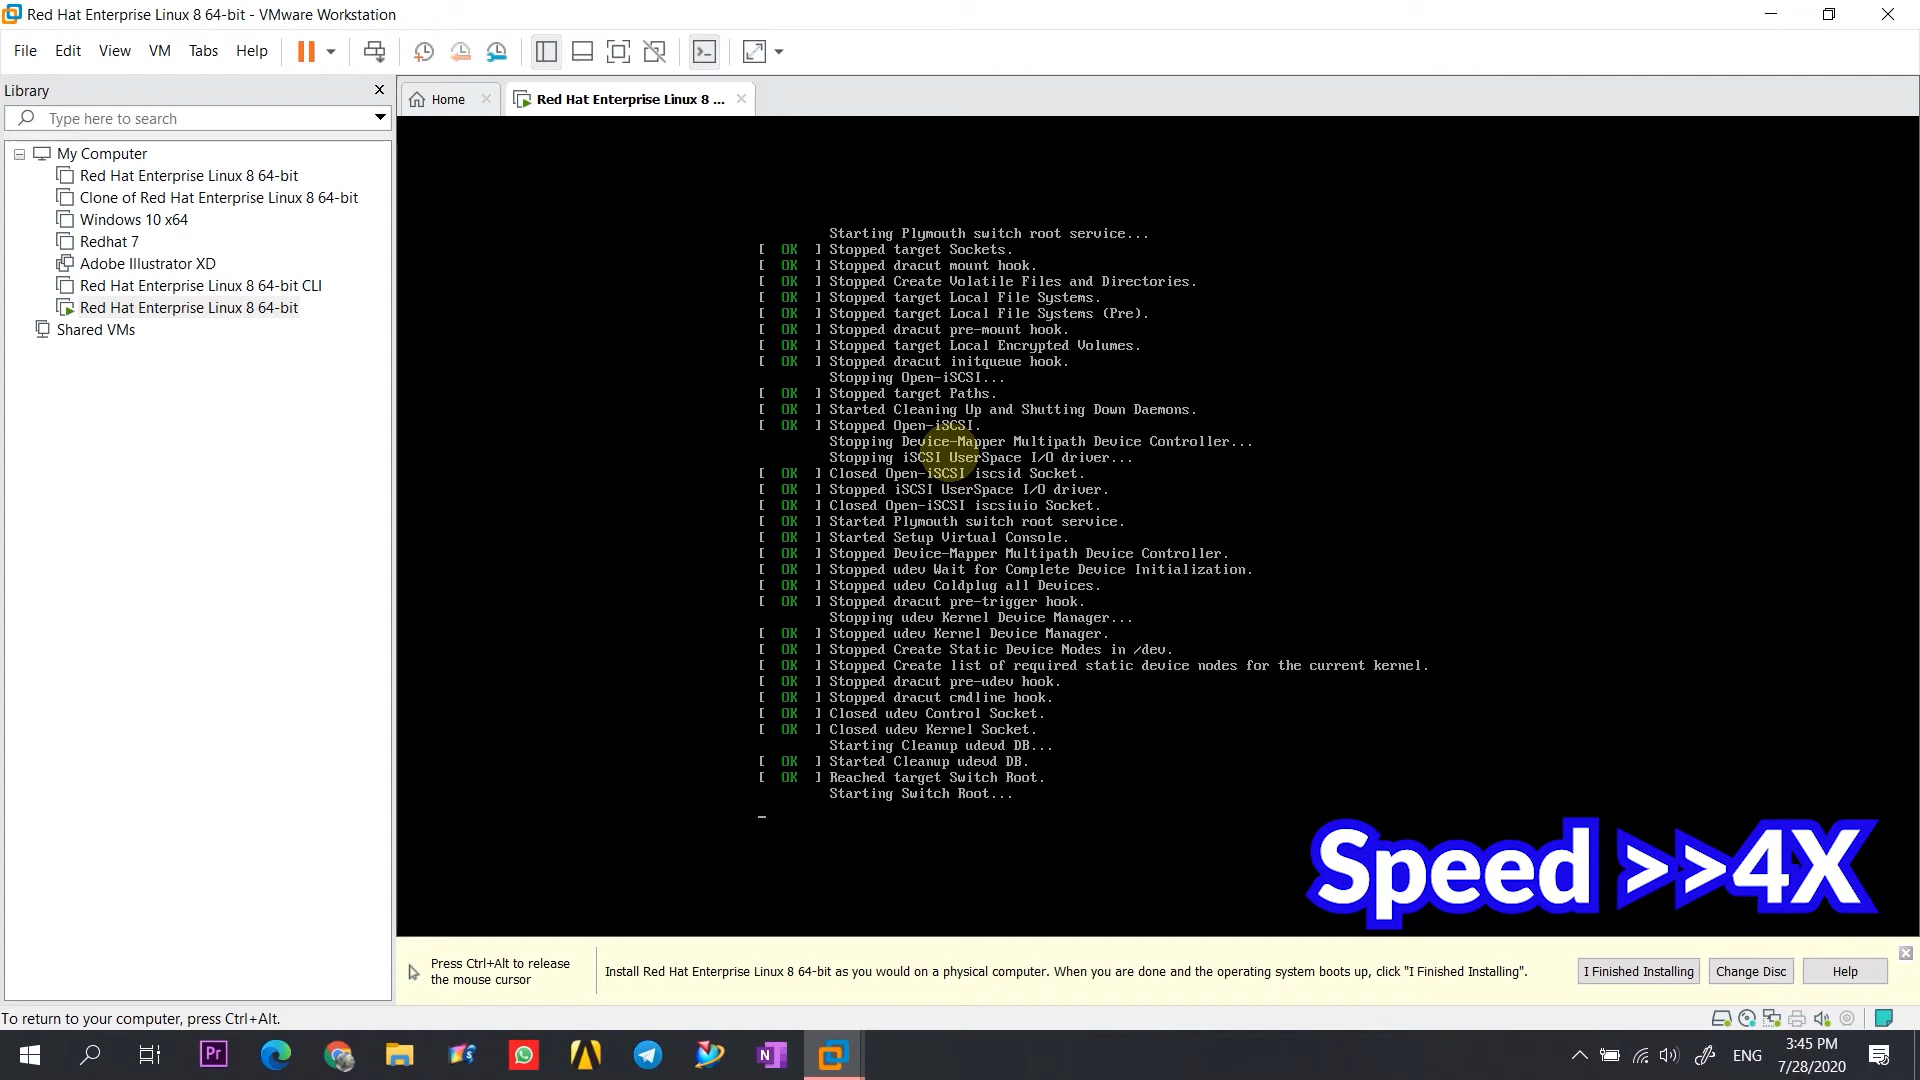 Red Hat Enterprise Linux 8 64-bit - VMware Workstation
File Edit View VM Tabs Help
Library
Type here to search
My Computer
Red Hat Enterprise Linux 8 64-bit
Clone of Red Hat Enterprise Linux 8 64-bit
Windows 10 x64
Redhat 7
Adobe Illustrator XD
Red Hat Enterprise Linux 8 64-bit CLI
Red Hat Enterprise Linux 8 64-bit
Shared VMs
Home
Red Hat Enterprise Linux 8 ...
Starting Plymouth switch root service...
[ OK ] Stopped target Sockets.
[ OK ] Stopped dracut mount hook.
[ OK ] Stopped Create Volatile Files and Directories.
[ OK ] Stopped target Local File Systems.
[ OK ] Stopped target Local File Systems (Pre).
[ OK ] Stopped dracut pre-mount hook.
[ OK ] Stopped target Local Encrypted Volumes.
[ OK ] Stopped dracut initqueue hook.
Stopping Open-iSCSI...
[ OK ] Stopped target Paths.
[ OK ] Started Cleaning Up and Shutting Down Daemons.
[ OK ] Stopped Open-iSCSI.
Stopping Device-Mapper Multipath Device Controller...
Stopping iSCSI UserSpace I/O driver...
[ OK ] Closed Open-iSCSI iscsid Socket.
[ OK ] Stopped iSCSI UserSpace I/O driver.
[ OK ] Closed Open-iSCSI iscsiuio Socket.
[ OK ] Started Plymouth switch root service.
[ OK ] Started Setup Virtual Console.
[ OK ] Stopped Device-Mapper Multipath Device Controller.
[ OK ] Stopped udev Wait for Complete Device Initialization.
[ OK ] Stopped udev Coldplug all Devices.
[ OK ] Stopped dracut pre-trigger hook.
Stopping udev Kernel Device Manager...
[ OK ] Stopped udev Kernel Device Manager.
[ OK ] Stopped Create Static Device Nodes in /dev.
[ OK ] Stopped Create list of required static device nodes for the current kernel.
[ OK ] Stopped dracut pre-udev hook.
[ OK ] Stopped dracut cmdline hook.
[ OK ] Closed udev Control Socket.
[ OK ] Closed udev Kernel Socket.
Starting Cleanup udevd DB...
[ OK ] Started Cleanup udevd DB.
[ OK ] Reached target Switch Root.
Starting Switch Root...
Speed >>4X
Press Ctrl+Alt to release
the mouse cursor
Install Red Hat Enterprise Linux 8 64-bit as you would on a physical computer. When you are done and the operating system boots up, click "I Finished Installing".
I Finished Installing
Change Disc
Help
To return to your computer, press Ctrl+Alt.
Pr
N
ENG
3:45 PM
7/28/2020